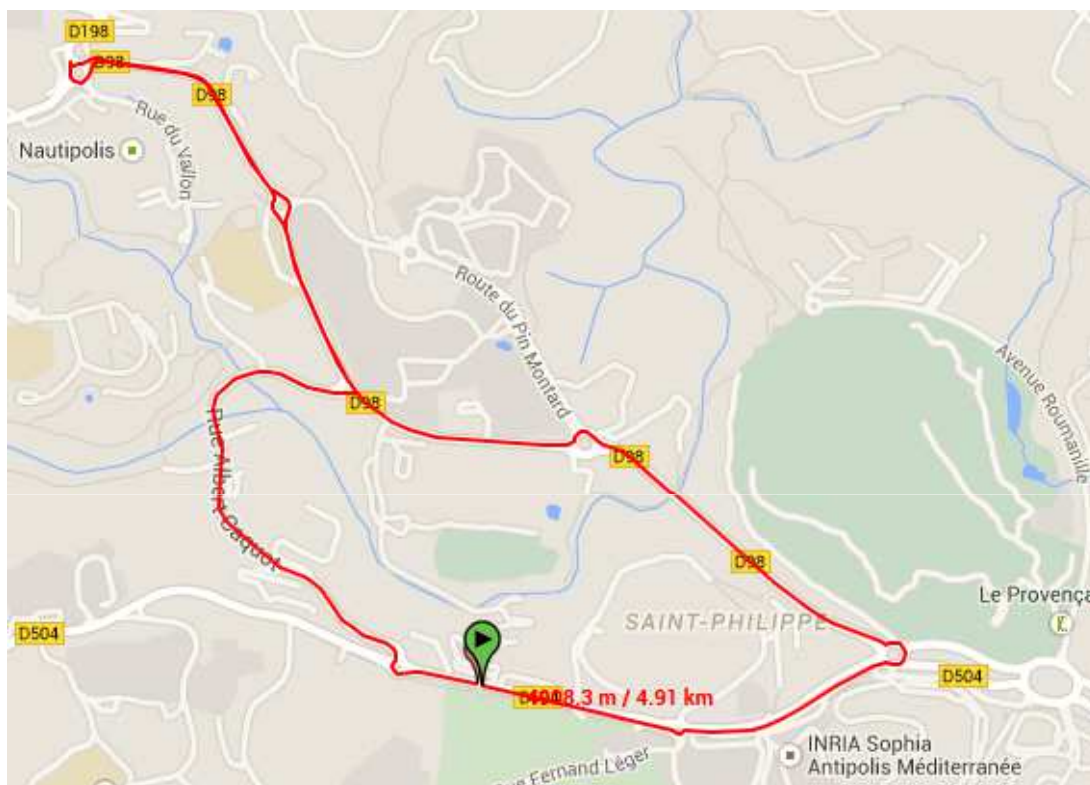 D198
D98
D98
Rue du Vallon
Nautipolis
Route du Pin Montard
Avenue Roumanille
D98
Rue Albert Caquot
D98
D98
Le Provença
SAINT-PHILIPPE
D504
D504
m / 4.91 km
INRIA Sophia
Antipolis Méditerranée
Fernand Léger